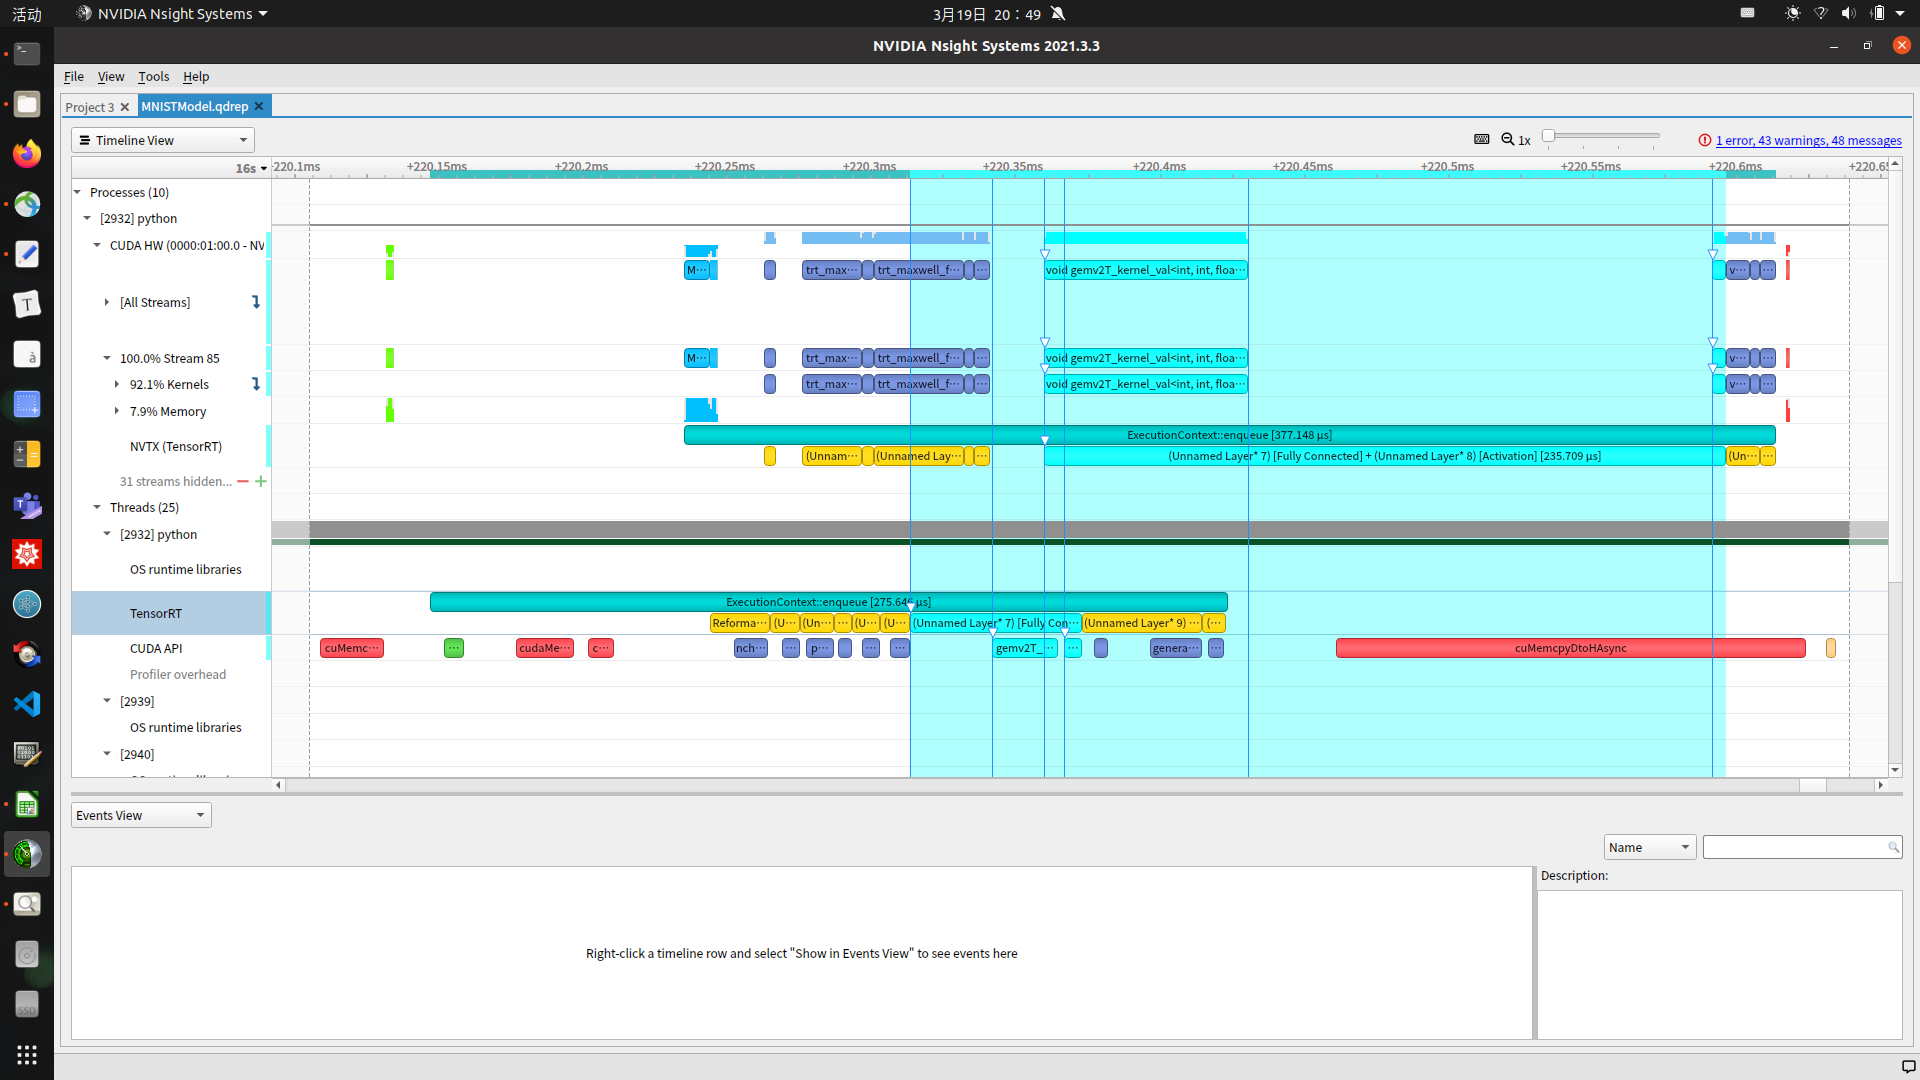 活动
NVIDIA Nsight Systems
3月19日 20：49
NVIDIA Nsight Systems 2021.3.3
File View Tools Help
Project 3
MNISTModel.qdrep
Timeline View
1x
1 error, 43 warnings, 48 messages
16s
+220.1ms +220.15ms +220.2ms +220.25ms +220.3ms +220.35ms +220.4ms +220.45ms +220.5ms +220.55ms +220.6ms
Processes (10)
[2932] python
CUDA HW (0000:01:00.0 - NV
M··· trt_max··· trt_maxwell_f··· ··· void gemv2T_kernel_val<int, int, floa··· v··· ···
[All Streams]
100.0% Stream 85
M··· trt_max··· trt_maxwell_f··· ··· void gemv2T_kernel_val<int, int, floa··· v··· ···
92.1% Kernels
trt_max··· trt_maxwell_f··· ··· void gemv2T_kernel_val<int, int, floa··· v··· ···
7.9% Memory
ExecutionContext::enqueue [377.148 µs]
NVTX (TensorRT)
(Unnam··· (Unnamed Lay··· ··· (Unnamed Layer* 7) [Fully Connected] + (Unnamed Layer* 8) [Activation] [235.709 µs] (Un··· ···
31 streams hidden...
Threads (25)
[2932] python
OS runtime libraries
ExecutionContext::enqueue [275.646 µs]
TensorRT
Reforma··· (U··· (Un··· ··· (U··· (U··· (Unnamed Layer* 7) [Fully Con··· (Unnamed Layer* 9) ··· (···
CUDA API
cuMemc··· ··· cudaMe··· c··· nch··· ··· p··· ··· ··· gemv2T_ ··· ··· genera··· ··· cuMemcpyDtoHAsync
Profiler overhead
[2939]
OS runtime libraries
[2940]
Events View
Name
Description:
Right-click a timeline row and select "Show in Events View" to see events here